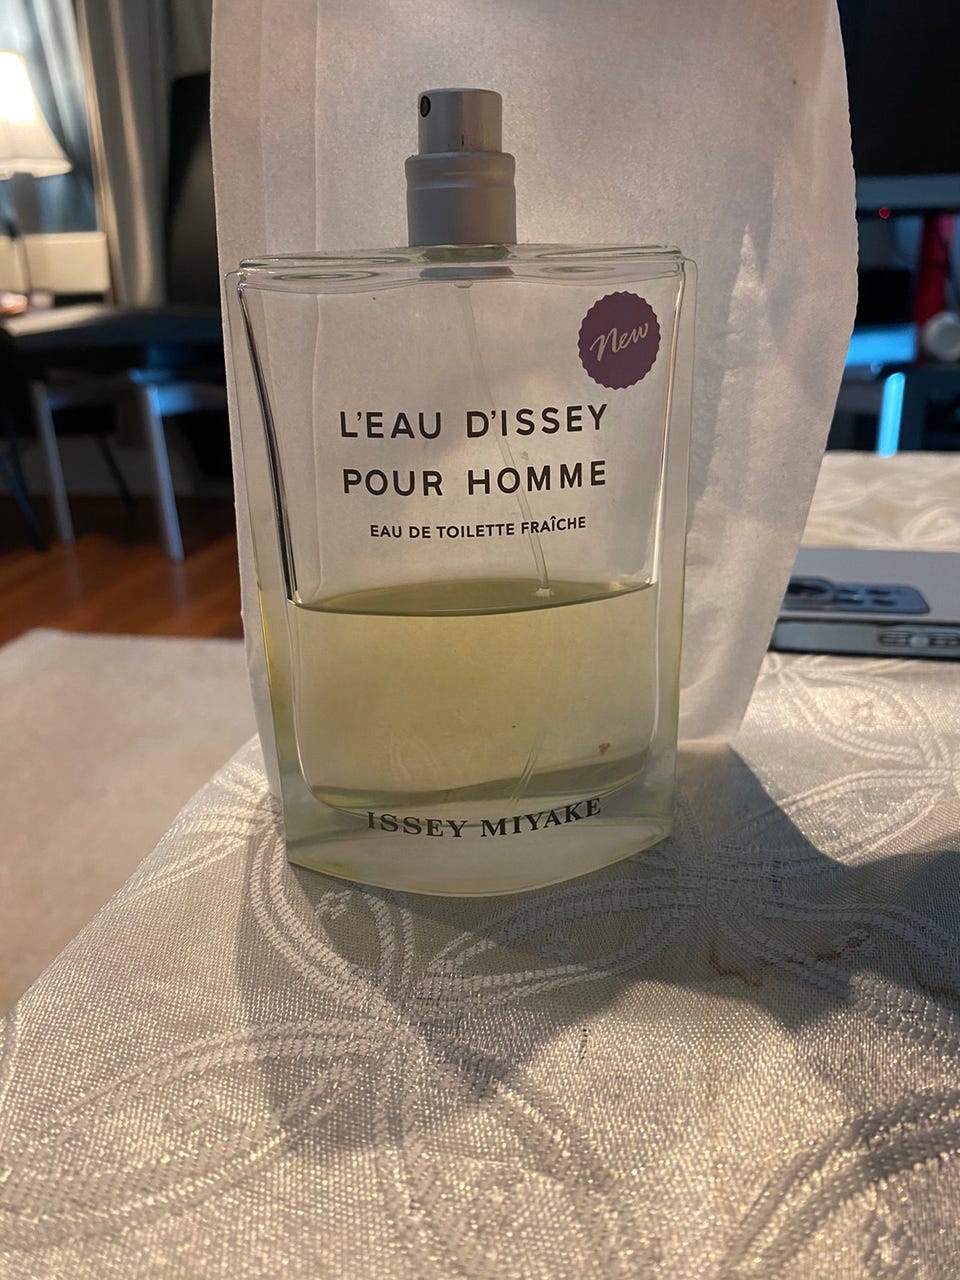 New
L'EAU D'ISSEY
POUR HOMME
EAU DE TOILETTE FRAÎCHE
ISSEY MIYAKE